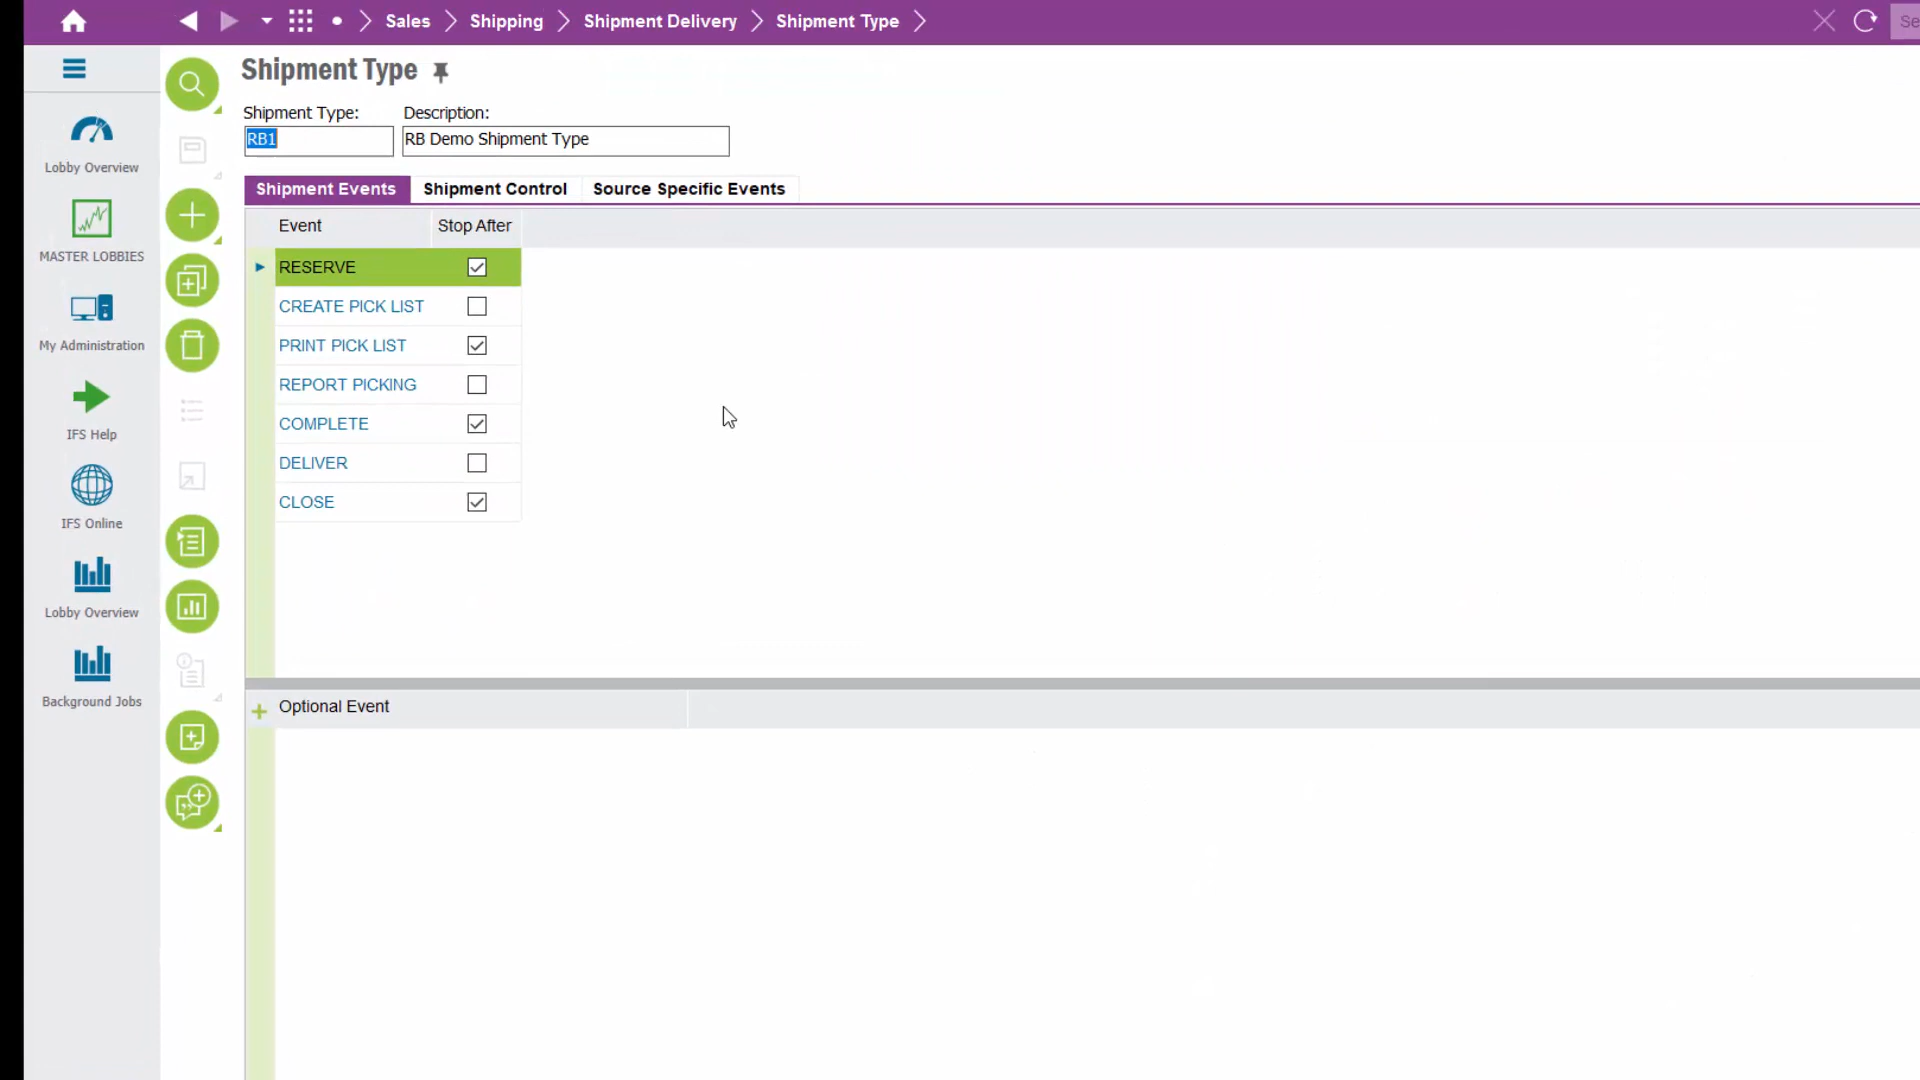 Sales Shipping Shipment Delivery Shipment Type
Se
Shipment Type
Shipment Type: Description:
RB1 RB Demo Shipment Type
Shipment Events Shipment Control Source Specific Events
Event Stop After
RESERVE
CREATE PICK LIST
PRINT PICK LIST
REPORT PICKING
COMPLETE
DELIVER
CLOSE
Optional Event
Lobby Overview
MASTER LOBBIES
My Administration
IFS Help
IFS Online
Lobby Overview
Background Jobs